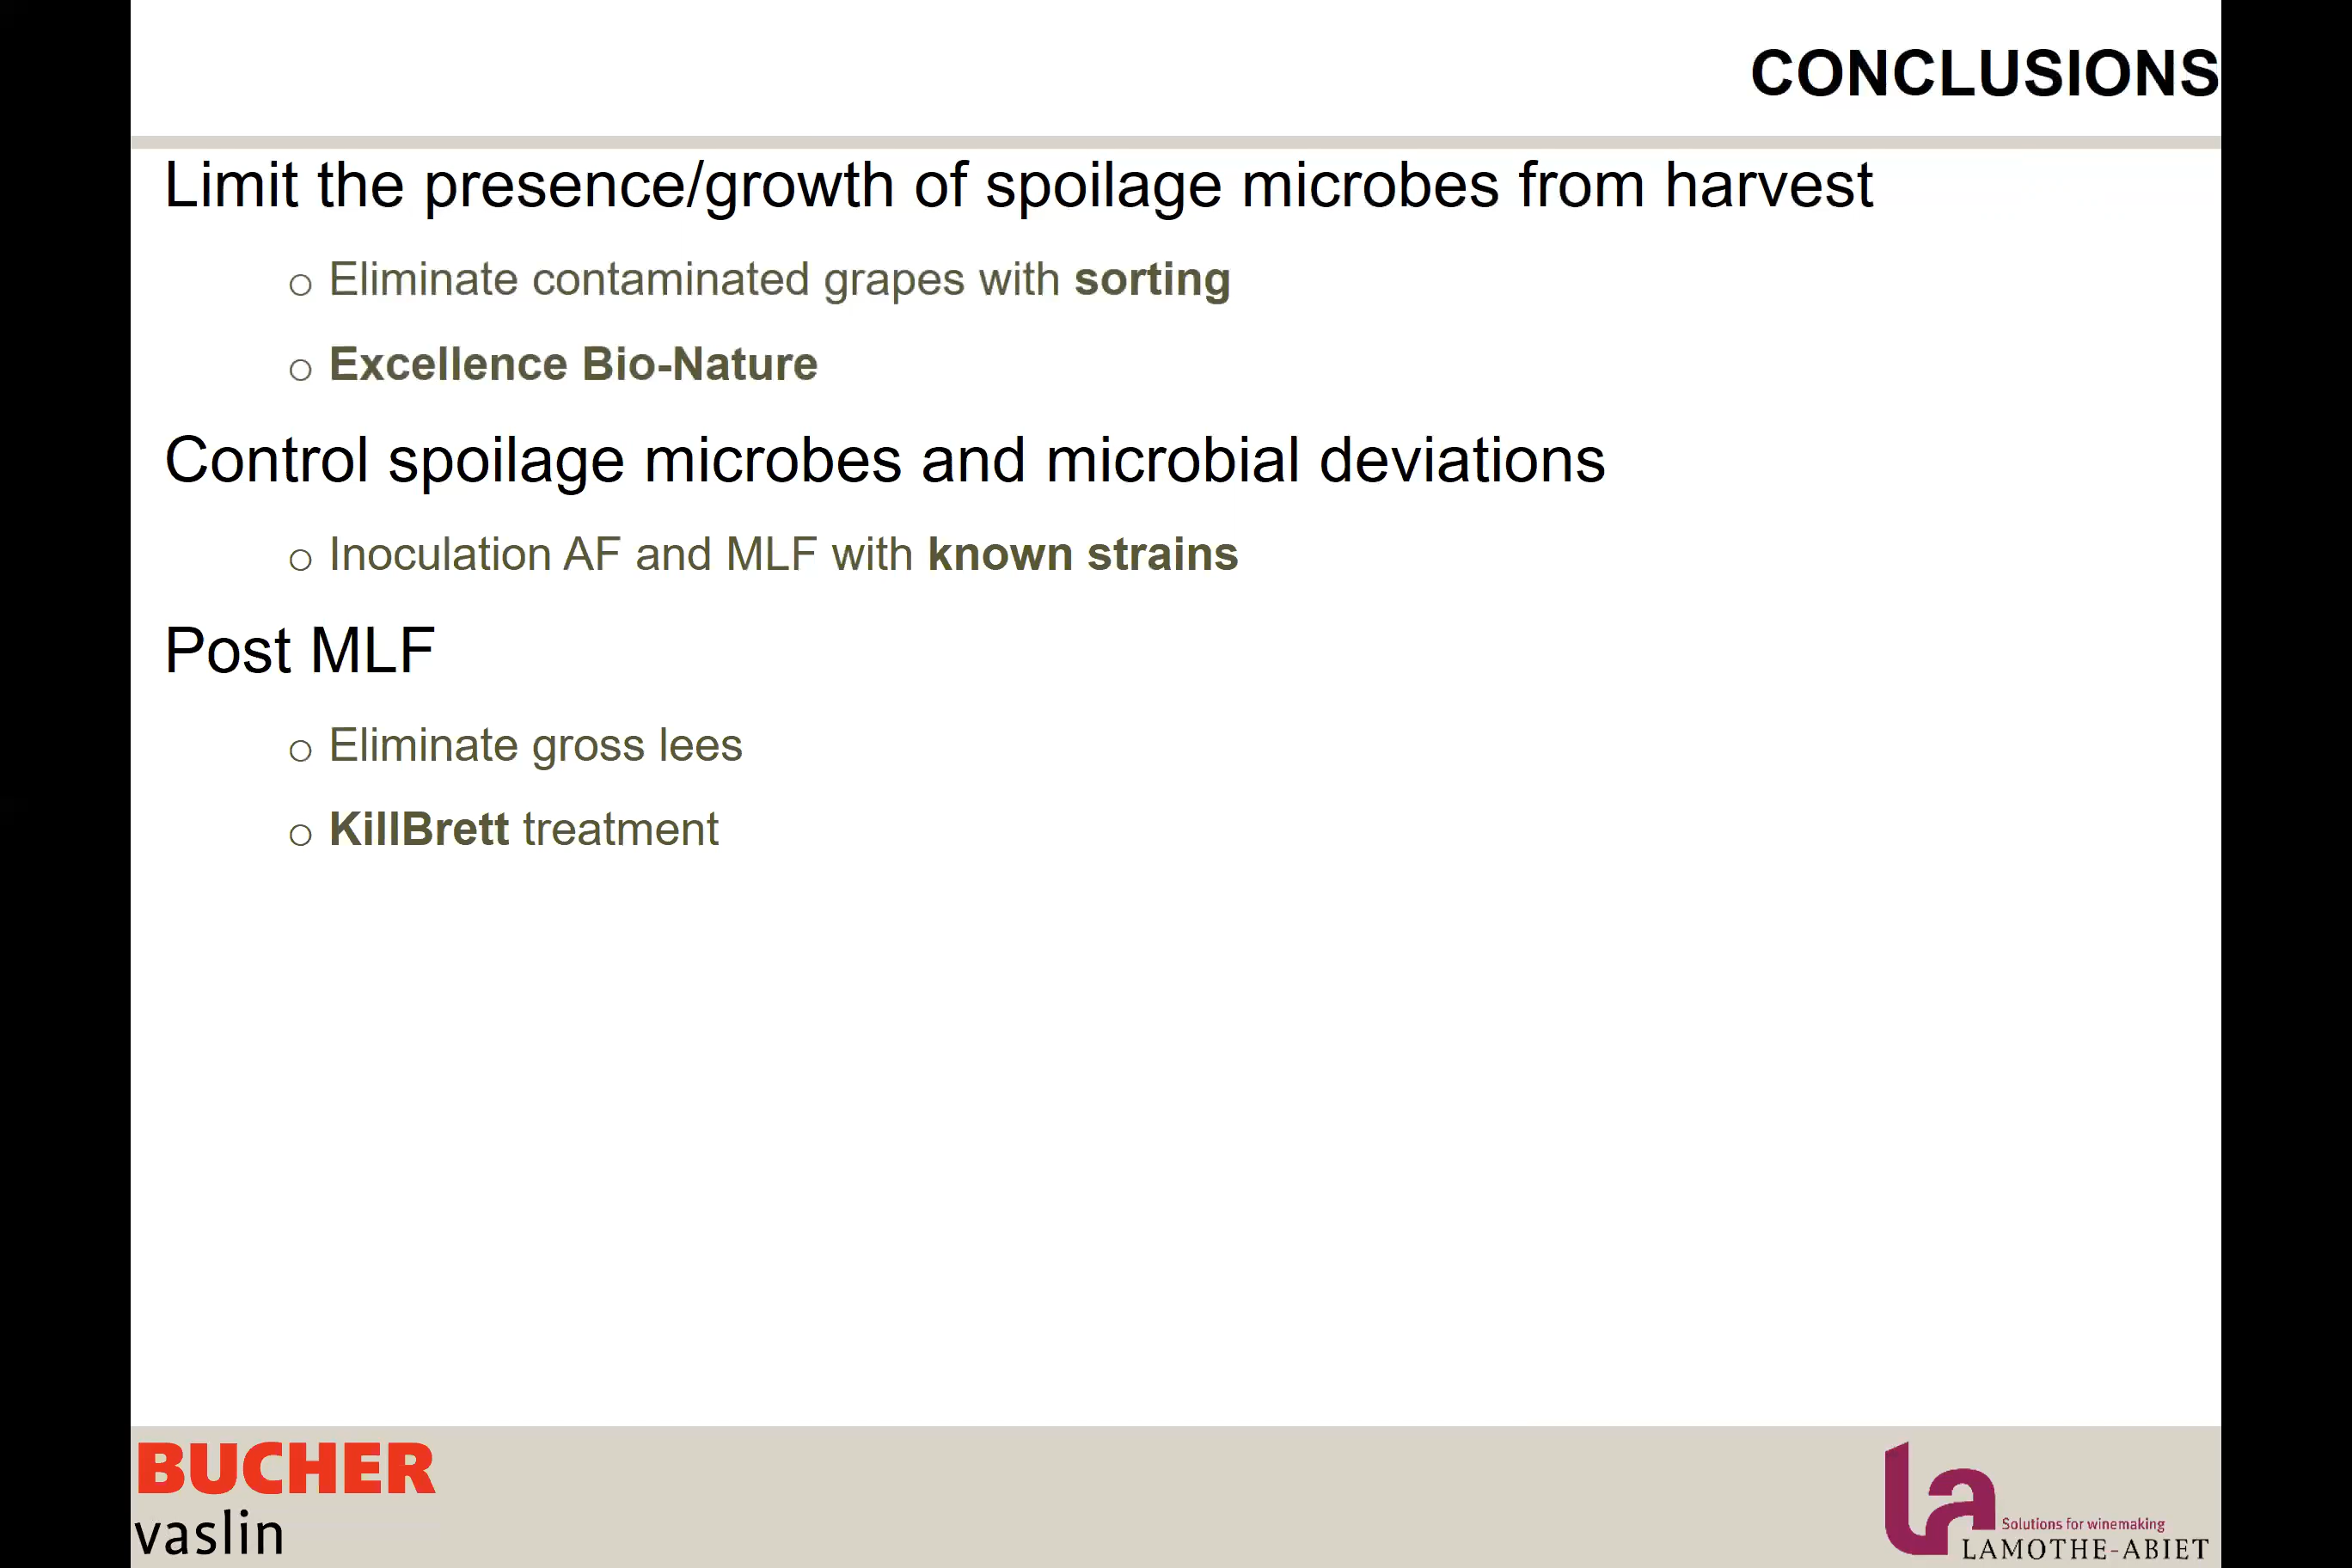 CONCLUSIONS
Limit the presence/growth of spoilage microbes from harvest
○ Eliminate contaminated grapes with sorting
○ Excellence Bio-Nature
Control spoilage microbes and microbial deviations
○ Inoculation AF and MLF with known strains
Post MLF
○ Eliminate gross lees
○ KillBrett treatment
BUCHER
vaslin
la
Solutions for winemaking
LAMOTHE-ABIET